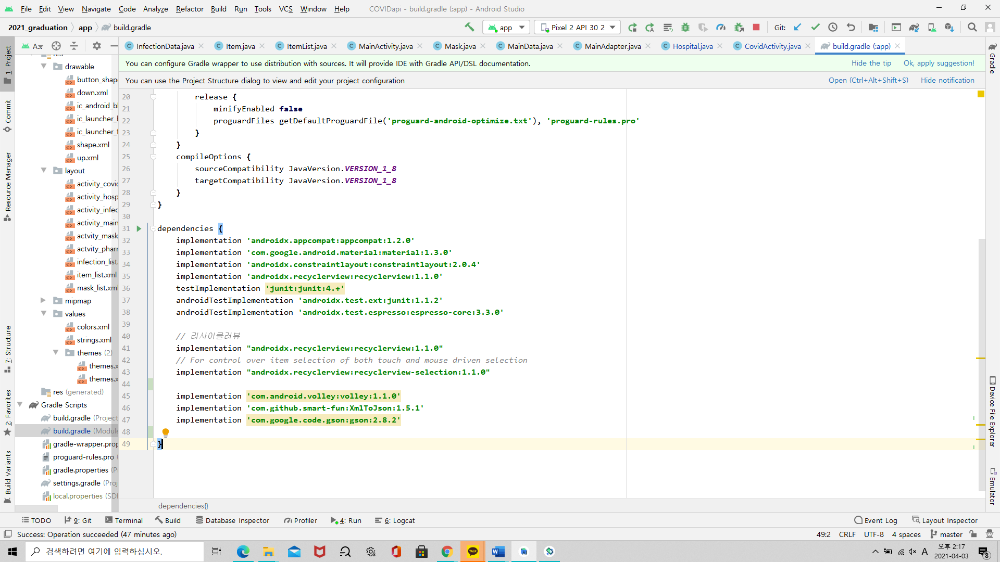 File Edit View Navigate Code Analyze Refactor Build Run Tools VCS Window Help COVIDapi - build.gradle (:app) - Android Studio
2021_graduation app build.gradle app Pixel 2 API 30 2 Git:
A... InfectionData.java Item.java ItemList.java MainActivity.java Mask.java MainData.java MainAdapter.java Hospital.java CovidActivity.java build.gradle (:app)
You can configure Gradle wrapper to use distribution with sources. It will provide IDE with Gradle API/DSL documentation. Hide the tip Ok, apply suggestion!
You can use the Project Structure dialog to view and edit your project configuration Open (Ctrl+Alt+Shift+S) Hide notification
1: Project
Commit
Resource Manager
7: Structure
2: Favorites
Build Variants
res
drawable
button_shap
down.xml
ic_android_bl
ic_launcher_b
ic_launcher_f
shape.xml
up.xml
layout
activity_covid
activity_hosp
activity_infec
activity_main
actvity_mask
actvity_pharr
infection_list.
item_list.xml
mask_list.xml
mipmap
values
colors.xml
strings.xml
themes (2)
themes.x
themes.x
res (generated)
Gradle Scripts
build.gradle (Project
build.gradle (Module
gradle-wrapper.prop
proguard-rules.pro (
gradle.properties (Pr
settings.gradle (Proj
local.properties (SDK
20 release {
21 minifyEnabled false
22 proguardFiles getDefaultProguardFile('proguard-android-optimize.txt'), 'proguard-rules.pro'
23 }
24 }
25 compileOptions {
26 sourceCompatibility JavaVersion.VERSION_1_8
27 targetCompatibility JavaVersion.VERSION_1_8
28 }
29 }
30
31 dependencies {
32 implementation 'androidx.appcompat:appcompat:1.2.0'
33 implementation 'com.google.android.material:material:1.3.0'
34 implementation 'androidx.constraintlayout:constraintlayout:2.0.4'
35 implementation 'androidx.recyclerview:recyclerview:1.1.0'
36 testImplementation 'junit:junit:4.+'
37 androidTestImplementation 'androidx.test.ext:junit:1.1.2'
38 androidTestImplementation 'androidx.test.espresso:espresso-core:3.3.0'
39
40 // 리사이클러뷰
41 implementation "androidx.recyclerview:recyclerview:1.1.0"
42 // For control over item selection of both touch and mouse driven selection
43 implementation "androidx.recyclerview:recyclerview-selection:1.1.0"
44
45 implementation 'com.android.volley:volley:1.1.0'
46 implementation 'com.github.smart-fun:XmlToJson:1.5.1'
47 implementation 'com.google.code.gson:gson:2.8.2'
48
49 }
Gradle
Device File Explorer
Emulator
dependencies{}
TODO 9: Git Terminal Build Database Inspector Profiler 4: Run 6: Logcat Event Log Layout Inspector
Success: Operation succeeded (47 minutes ago) 49:2 CRLF UTF-8 4 spaces master
검색하려면 여기에 입력하십시오. TALK A 오후 2:17
2021-04-03 8